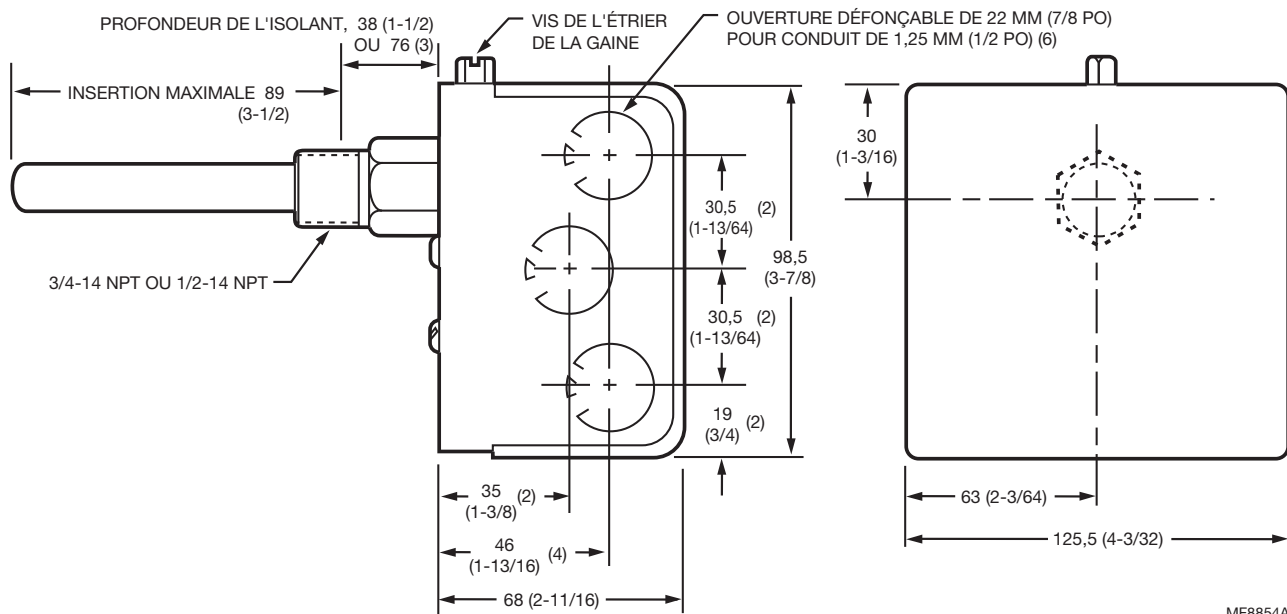 PROFONDEUR DE L'ISOLANT, 38 (1-1/2)
OU 76 (3)
VIS DE L'ÉTRIER
DE LA GAINE
OUVERTURE DÉFONÇABLE DE 22 MM (7/8 PO)
POUR CONDUIT DE 1,25 MM (1/2 PO) (6)
INSERTION MAXIMALE 89
(3-1/2)
30
(1-3/16)
30,5 (2)
(1-13/64)
98,5
(3-7/8)
3/4-14 NPT OU 1/2-14 NPT
30,5 (2)
(1-13/64)
19 (2)
(3/4)
35 (2)
(1-3/8)
63 (2-3/64)
46 (4)
(1-13/16)
125,5 (4-3/32)
68 (2-11/16)
MF8854A